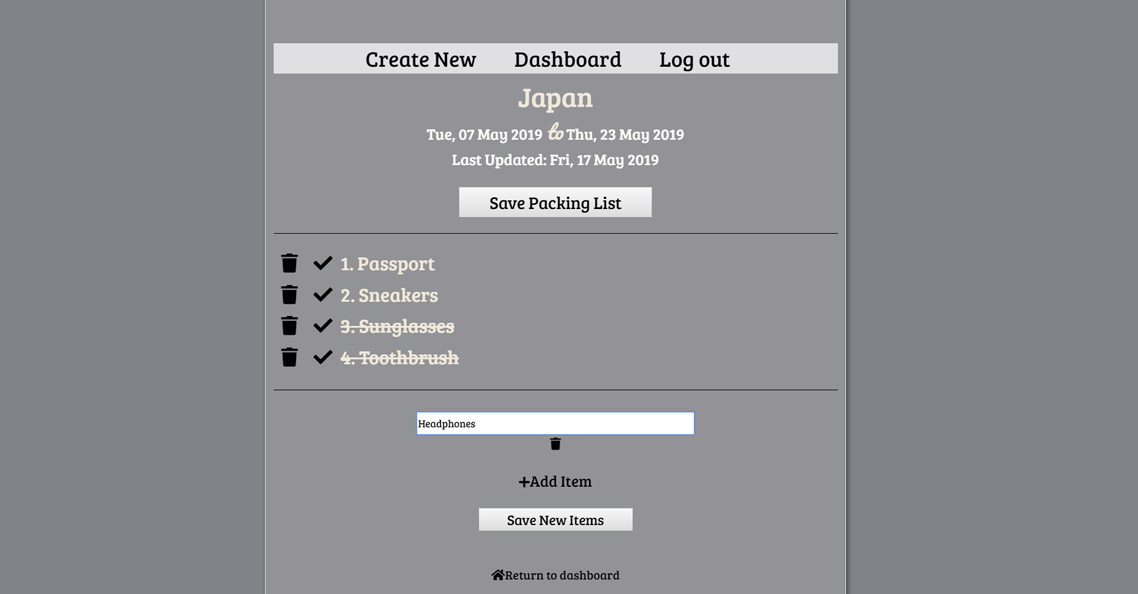 Create New Dashboard Log out
Japan
Tue, 07 May 2019 to Thu, 23 May 2019
Last Updated: Fri, 17 May 2019
Save Packing List
1. Passport
2. Sneakers
3. Sunglasses
4. Toothbrush
Headphones
Add Item
Save New Items
Return to dashboard